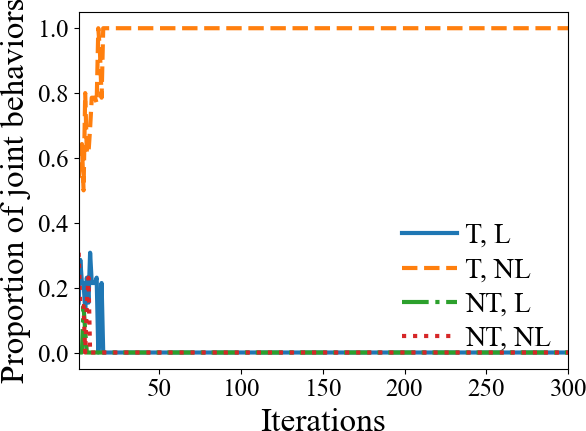 Proportion of joint behaviors
1.0
0.8
0.6
0.4
0.2
0.0
T, L
T, NL
NT, L
NT, NL
50
100
150
200
250
300
Iterations